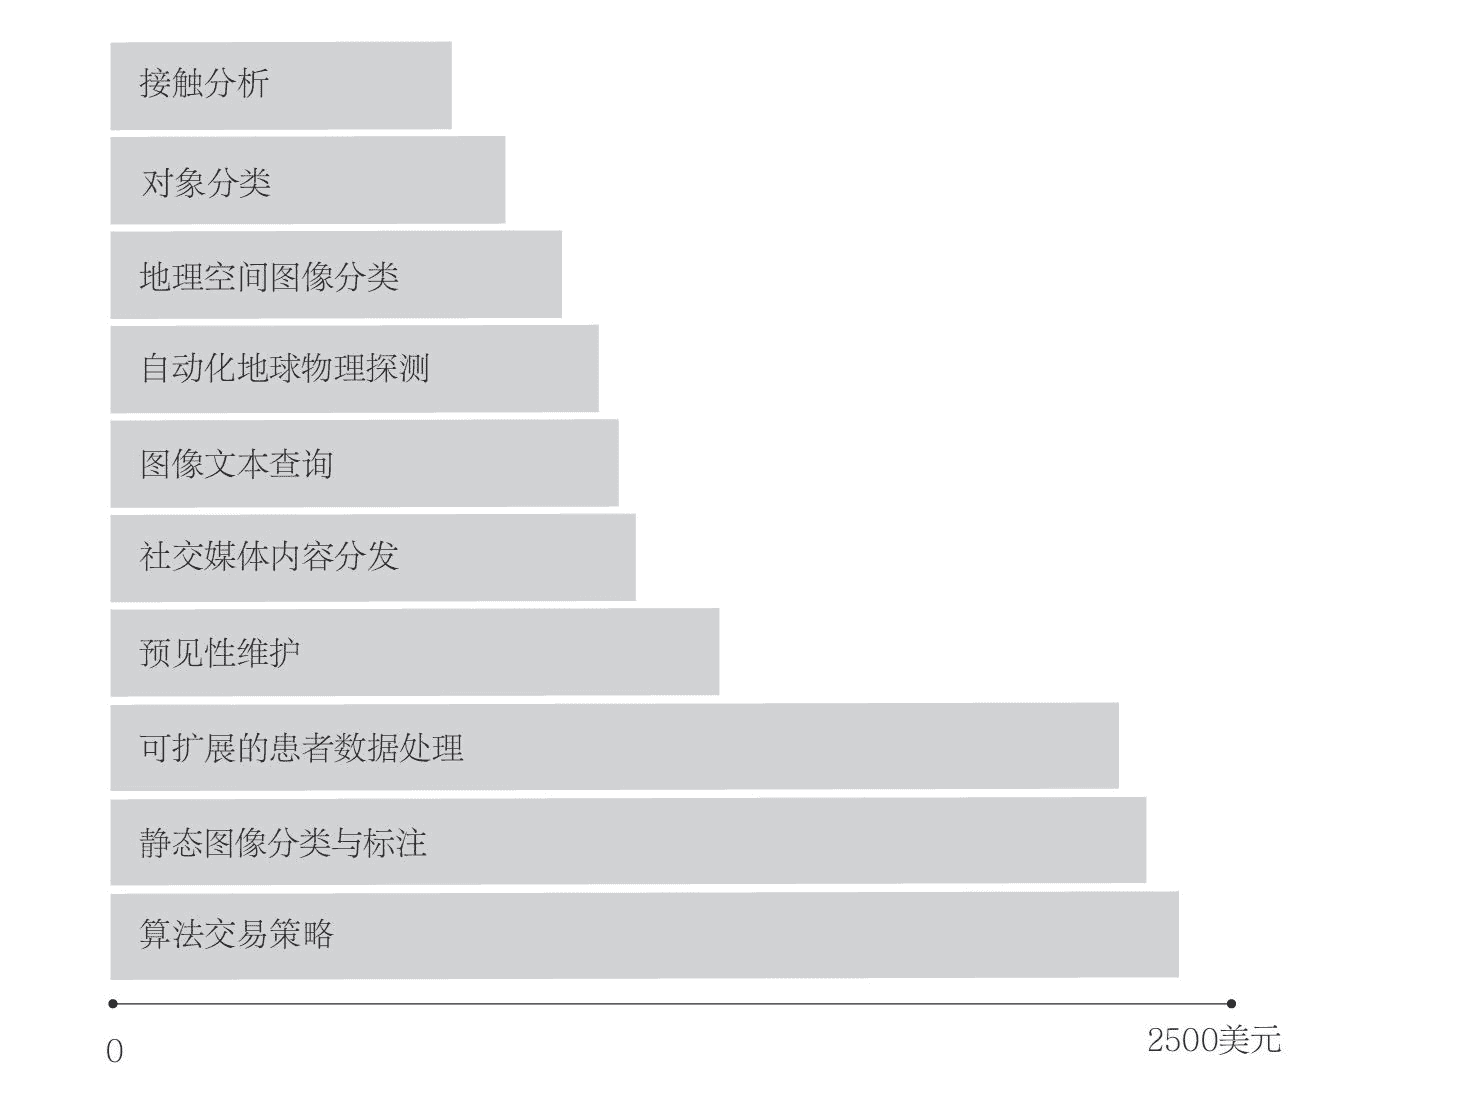 接触分析
对象分类
地理空间图像分类
自动化地球物理探测
图像文本查询
社交媒体内容分发
预见性维护
可扩展的患者数据处理
静态图像分类与标注
算法交易策略
0
2500美元